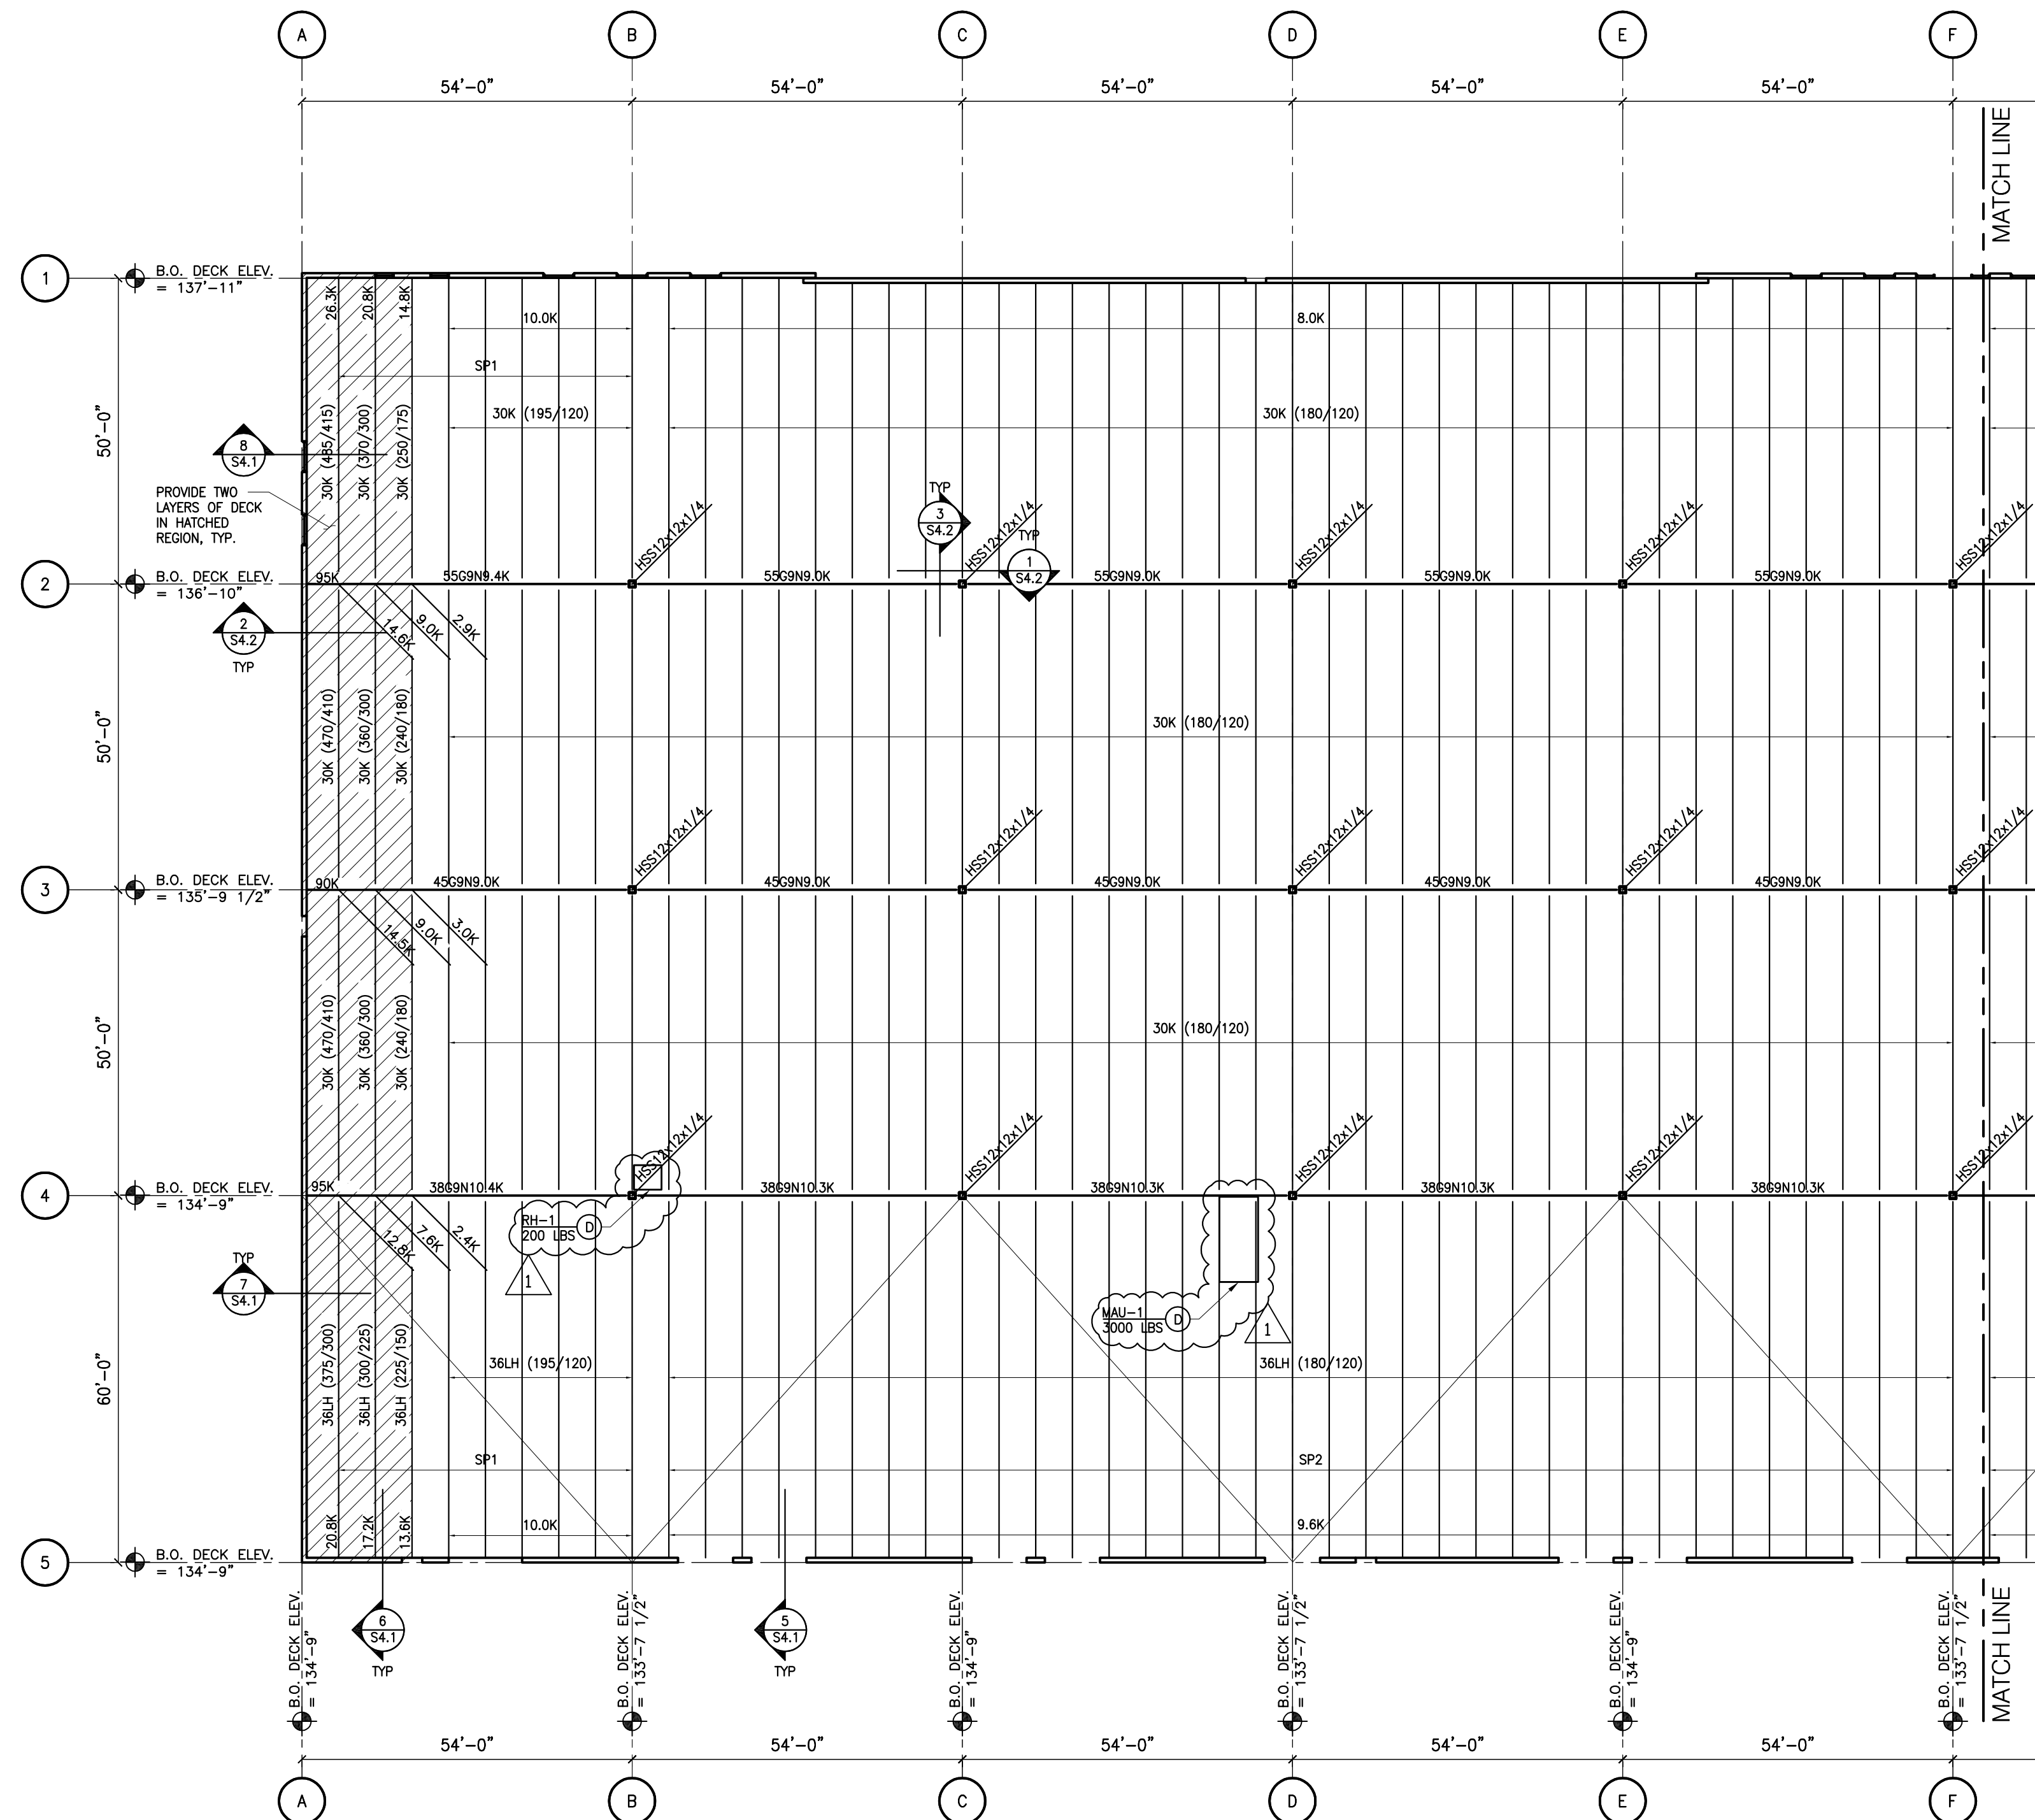 A B C D E F
54'-0" 54'-0" 54'-0" 54'-0" 54'-0"
MATCH LINE
1
B.O. DECK ELEV.
= 137'-11"
26.3K
20.8K
14.8K
10.0K
8.0K
SP1
30K (195/120)
30K (180/120)
50'-0"
30K (485/415)
30K (370/300)
30K (250/175)
8
S4.1
PROVIDE TWO
LAYERS OF DECK
IN HATCHED
REGION, TYP.
TYP
3
S4.2
TYP
1
S4.2
HSS12x12x1/4
HSS12x12x1/4
HSS12x12x1/4
HSS12x12x1/4
HSS12x12x1/4
2
B.O. DECK ELEV.
= 136'-10"
95K
55G9N9.4K
55G9N9.0K
55G9N9.0K
55G9N9.0K
55G9N9.0K
2
S4.2
TYP
14.6K
9.0K
2.9K
50'-0"
30K (470/410)
30K (360/300)
30K (240/180)
30K (180/120)
HSS12x12x1/4
HSS12x12x1/4
HSS12x12x1/4
HSS12x12x1/4
HSS12x12x1/4
3
B.O. DECK ELEV.
= 135'-9 1/2"
90K
45G9N9.0K
45G9N9.0K
45G9N9.0K
45G9N9.0K
45G9N9.0K
14.5K
9.0K
3.0K
50'-0"
30K (470/410)
30K (360/300)
30K (240/180)
30K (180/120)
HSS12x12x1/4
HSS12x12x1/4
HSS12x12x1/4
HSS12x12x1/4
HSS12x12x1/4
4
B.O. DECK ELEV.
= 134'-9"
95K
38G9N10.4K
38G9N10.3K
38G9N10.3K
38G9N10.3K
38G9N10.3K
12.8K
7.6K
2.4K
RH-1
200 LBS
D
1
TYP
7
S4.1
MAU-1
3000 LBS
D
1
60'-0"
36LH (375/300)
36LH (300/225)
36LH (225/150)
36LH (195/120)
36LH (180/120)
SP1
SP2
20.8K
17.2K
13.6K
10.0K
9.6K
5
B.O. DECK ELEV.
= 134'-9"
6
S4.1
TYP
5
S4.1
TYP
B.O. DECK ELEV.
= 134'-9"
B.O. DECK ELEV.
= 133'-7 1/2"
B.O. DECK ELEV.
= 134'-9"
B.O. DECK ELEV.
= 133'-7 1/2"
B.O. DECK ELEV.
= 134'-9"
B.O. DECK ELEV.
= 133'-7 1/2"
MATCH LINE
54'-0" 54'-0" 54'-0" 54'-0" 54'-0"
A B C D E F